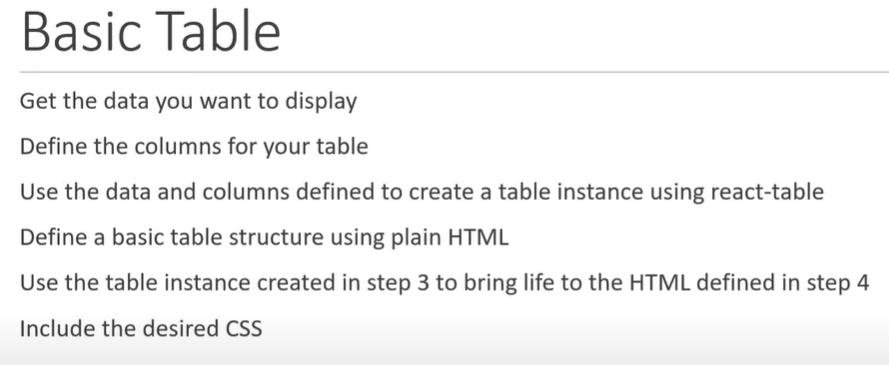 Basic Table
Get the data you want to display
Define the columns for your table
Use the data and columns defined to create a table instance using react-table
Define a basic table structure using plain HTML
Use the table instance created in step 3 to bring life to the HTML defined in step 4
Include the desired CSS